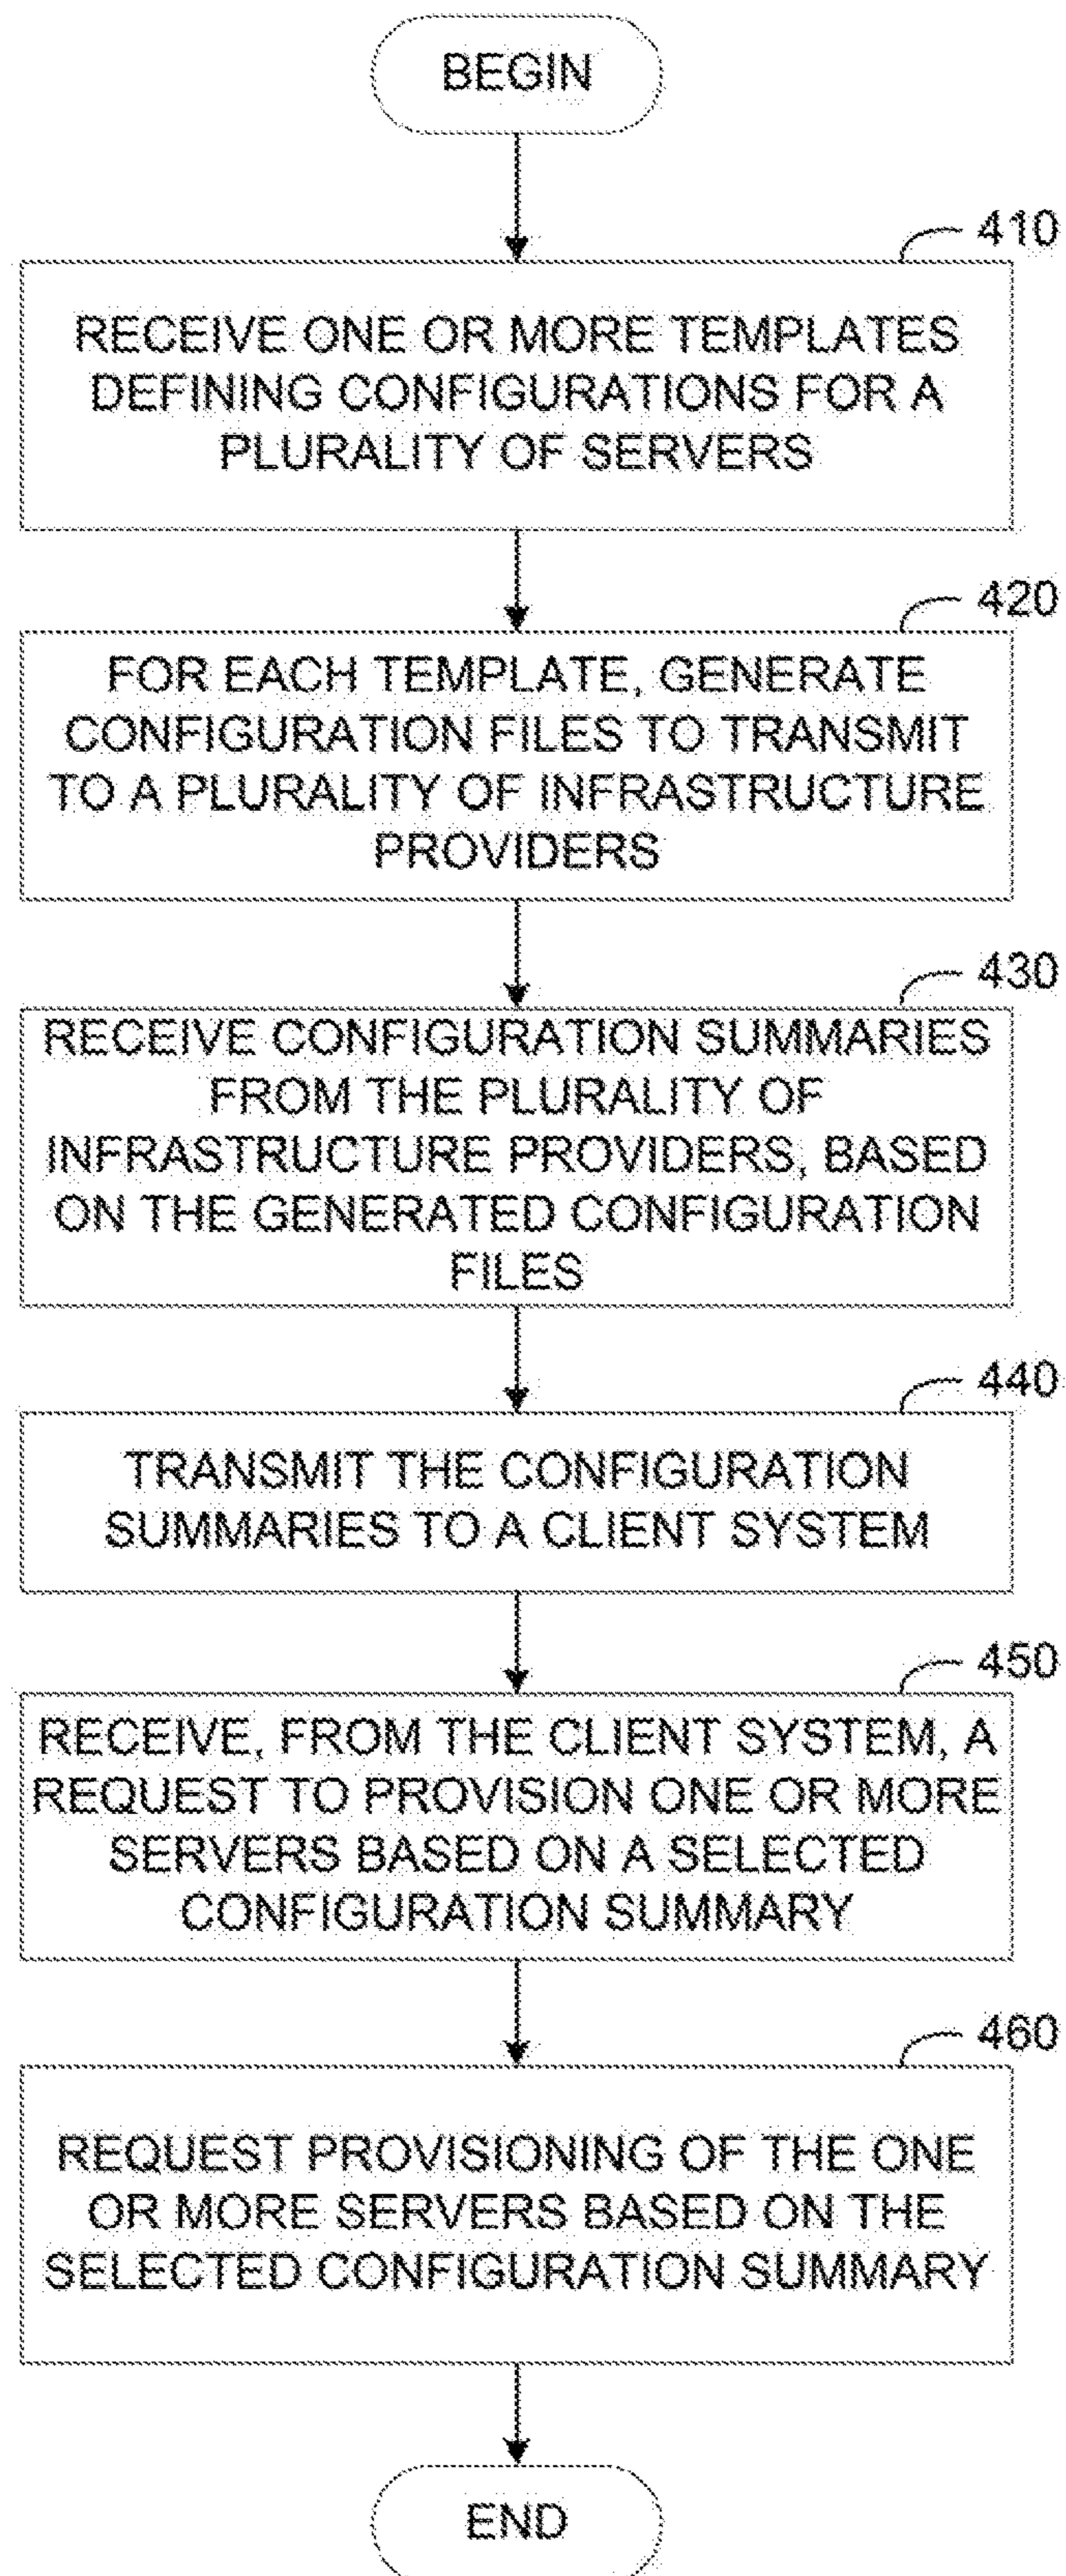 BEGIN
410
RECEIVE ONE OR MORE TEMPLATES
DEFINING CONFIGURATIONS FOR A
PLURALITY OF SERVERS
420
FOR EACH TEMPLATE, GENERATE
CONFIGURATION FILES TO TRANSMIT
TO A PLURALITY OF INFRASTRUCTURE
PROVIDERS
430
RECEIVE CONFIGURATION SUMMARIES
FROM THE PLURALITY OF
INFRASTRUCTURE PROVIDERS, BASED
ON THE GENERATED CONFIGURATION
FILES
440
TRANSMIT THE CONFIGURATION
SUMMARIES TO A CLIENT SYSTEM
450
RECEIVE, FROM THE CLIENT SYSTEM, A
REQUEST TO PROVISION ONE OR MORE
SERVERS BASED ON A SELECTED
CONFIGURATION SUMMARY
460
REQUEST PROVISIONING OF THE ONE
OR MORE SERVERS BASED ON THE
SELECTED CONFIGURATION SUMMARY
END